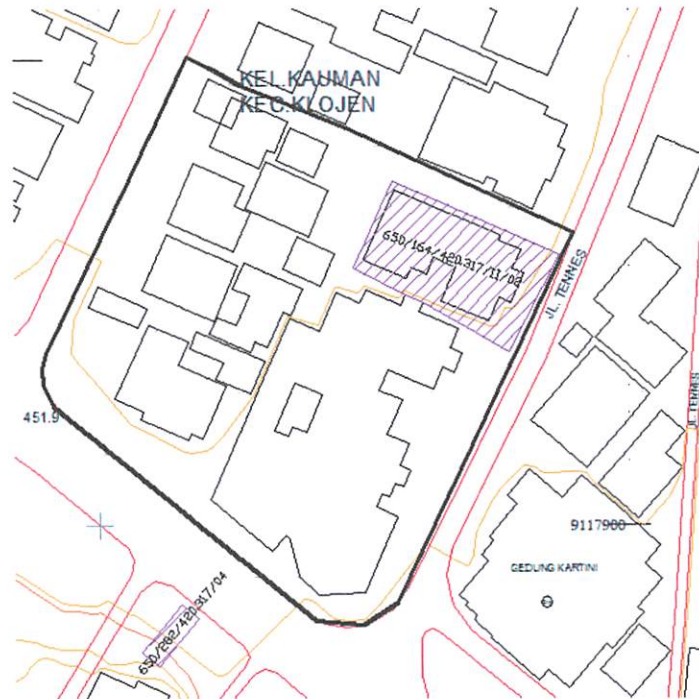 KEL.KAUMAN
KEC.KLOJEN
650/164/420.317/11/02
JL. TENNES
JL.TENNES
451.9
9117900
GEDUNG KARTINI
650/282/420.317/04